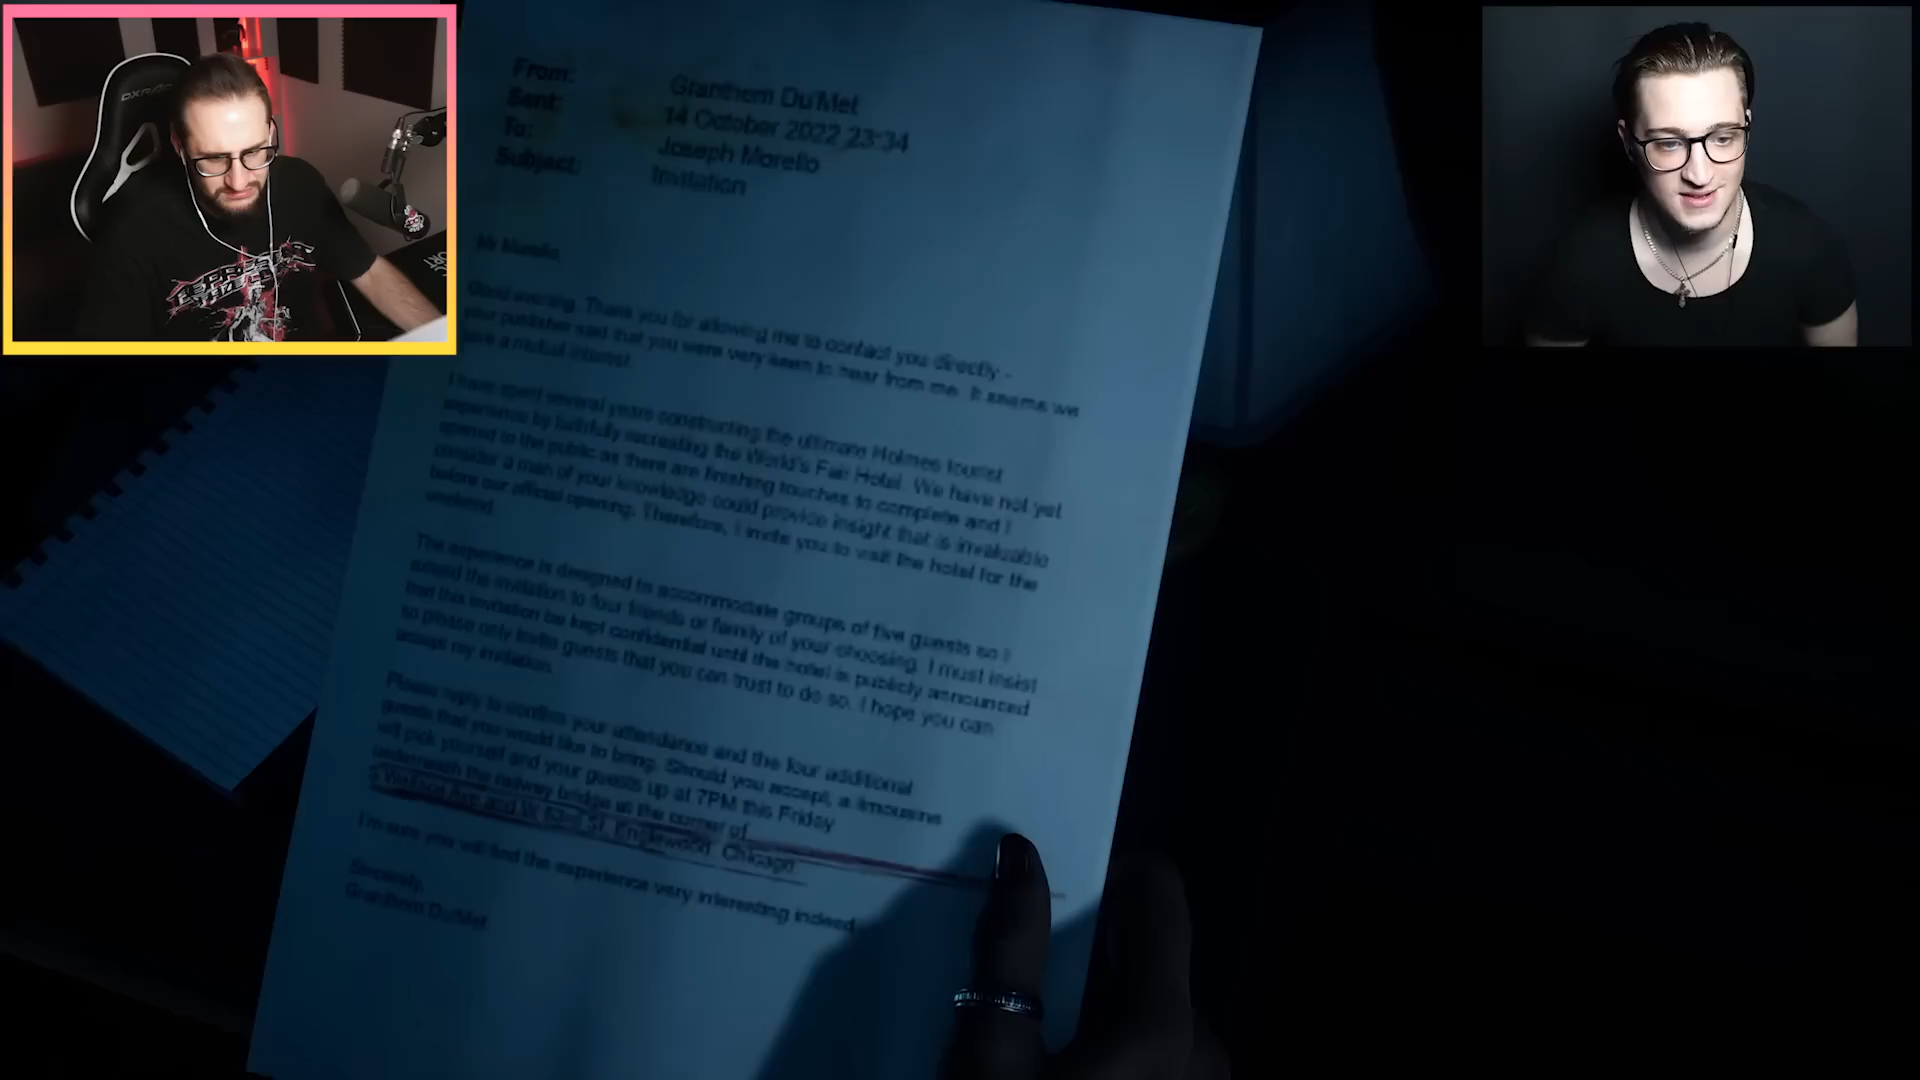 DXRACER
From: Granthem Du'Met
Sent: 14 October 2022 23:34
To: Joseph Morello
Subject: Invitation
Mr Morello
Good evening. Thank you for allowing me to contact you directly -
your publisher said that you were very keen to hear from me. It seems we
have a mutual interest.
I have spent several years constructing the ultimate Holmes tourist
experience by faithfully recreating the World's Fair Hotel. We have not yet
opened to the public as there are finishing touches to complete and I
consider a man of your knowledge could provide insight that is invaluable
before our official opening. Therefore, I invite you to visit the hotel for the
weekend.
The experience is designed to accommodate groups of five guests so I
extend the invitation to four friends or family of your choosing. I must insist
that this invitation be kept confidential until the hotel is publicly announced
so please only invite guests that you can trust to do so. I hope you can
accept my invitation.
Please reply to confirm your attendance and the four additional
guests that you would like to bring. Should you accept, a limousine
will pick yourself and your guests up at 7PM this Friday
underneath the railway bridge at the corner of
Wallace Ave and W 63rd St, Englewood, Chicago.
I'm sure you will find the experience very interesting indeed.
Sincerely,
Granthem Du'Met